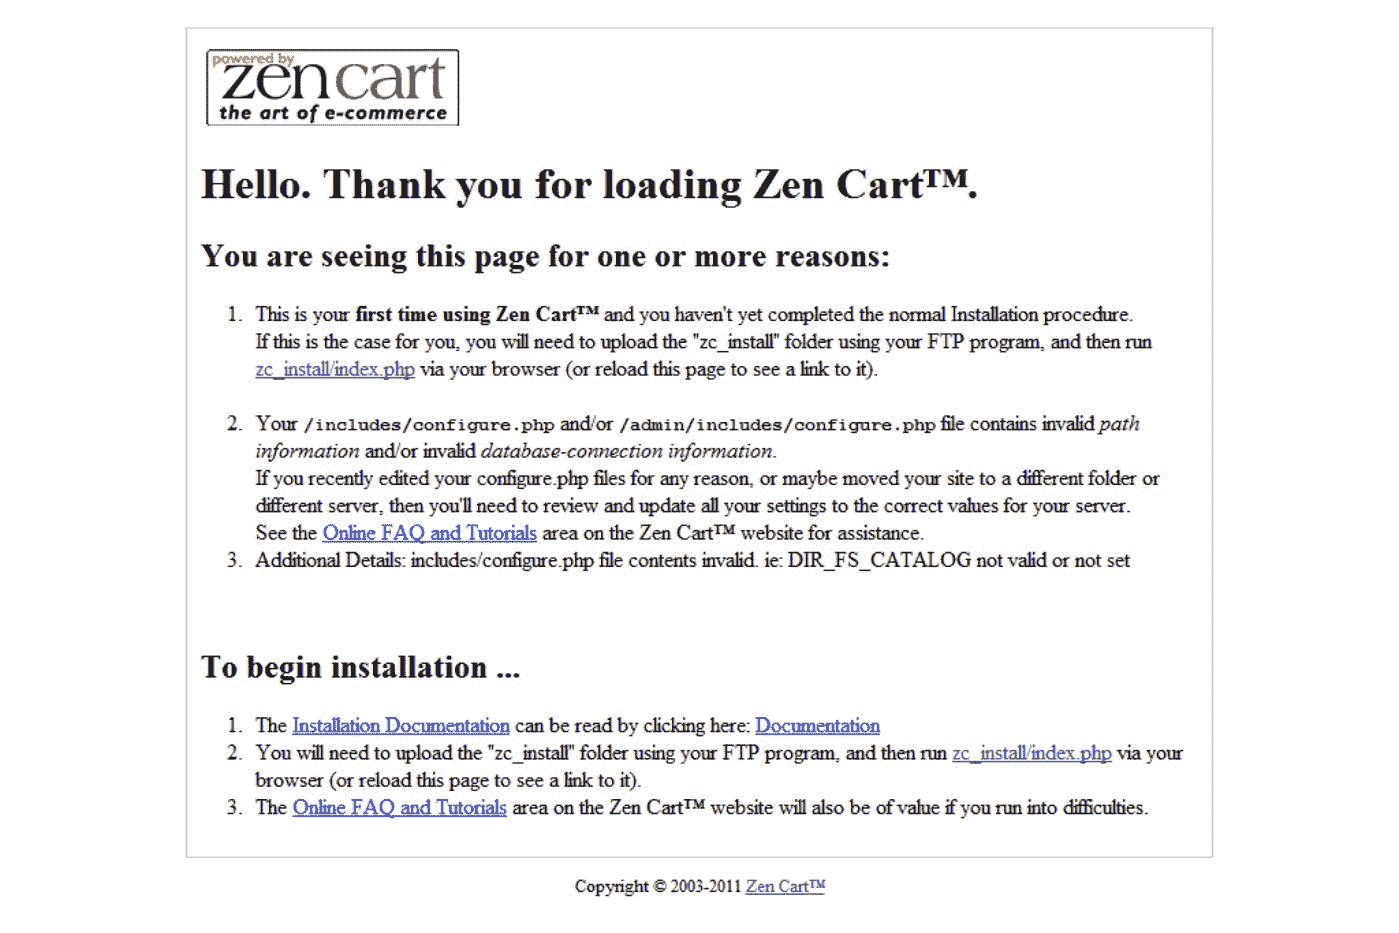 powered by
zen cart
the art of e-commerce
Hello. Thank you for loading Zen Cart™.
You are seeing this page for one or more reasons:
1. This is your first time using Zen Cart™ and you haven't yet completed the normal Installation procedure.
If this is the case for you, you will need to upload the "zc_install" folder using your FTP program, and then run
zc_install/index.php via your browser (or reload this page to see a link to it).
2. Your /includes/configure.php and/or /admin/includes/configure.php file contains invalid path
information and/or invalid database-connection information.
If you recently edited your configure.php files for any reason, or maybe moved your site to a different folder or
different server, then you'll need to review and update all your settings to the correct values for your server.
See the Online FAQ and Tutorials area on the Zen Cart™ website for assistance.
3. Additional Details: includes/configure.php file contents invalid. ie: DIR_FS_CATALOG not valid or not set
To begin installation ...
1. The Installation Documentation can be read by clicking here: Documentation
2. You will need to upload the "zc_install" folder using your FTP program, and then run zc_install/index.php via your
browser (or reload this page to see a link to it).
3. The Online FAQ and Tutorials area on the Zen Cart™ website will also be of value if you run into difficulties.
Copyright © 2003-2011 Zen Cart™